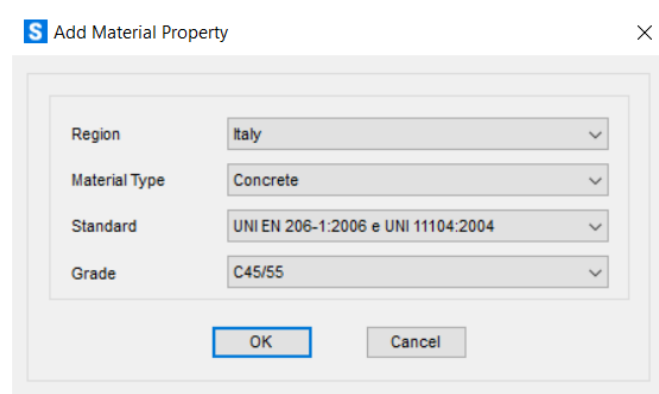 S Add Material Property
Region Italy
Material Type Concrete
Standard UNI EN 206-1:2006 e UNI 11104:2004
Grade C45/55
OK Cancel